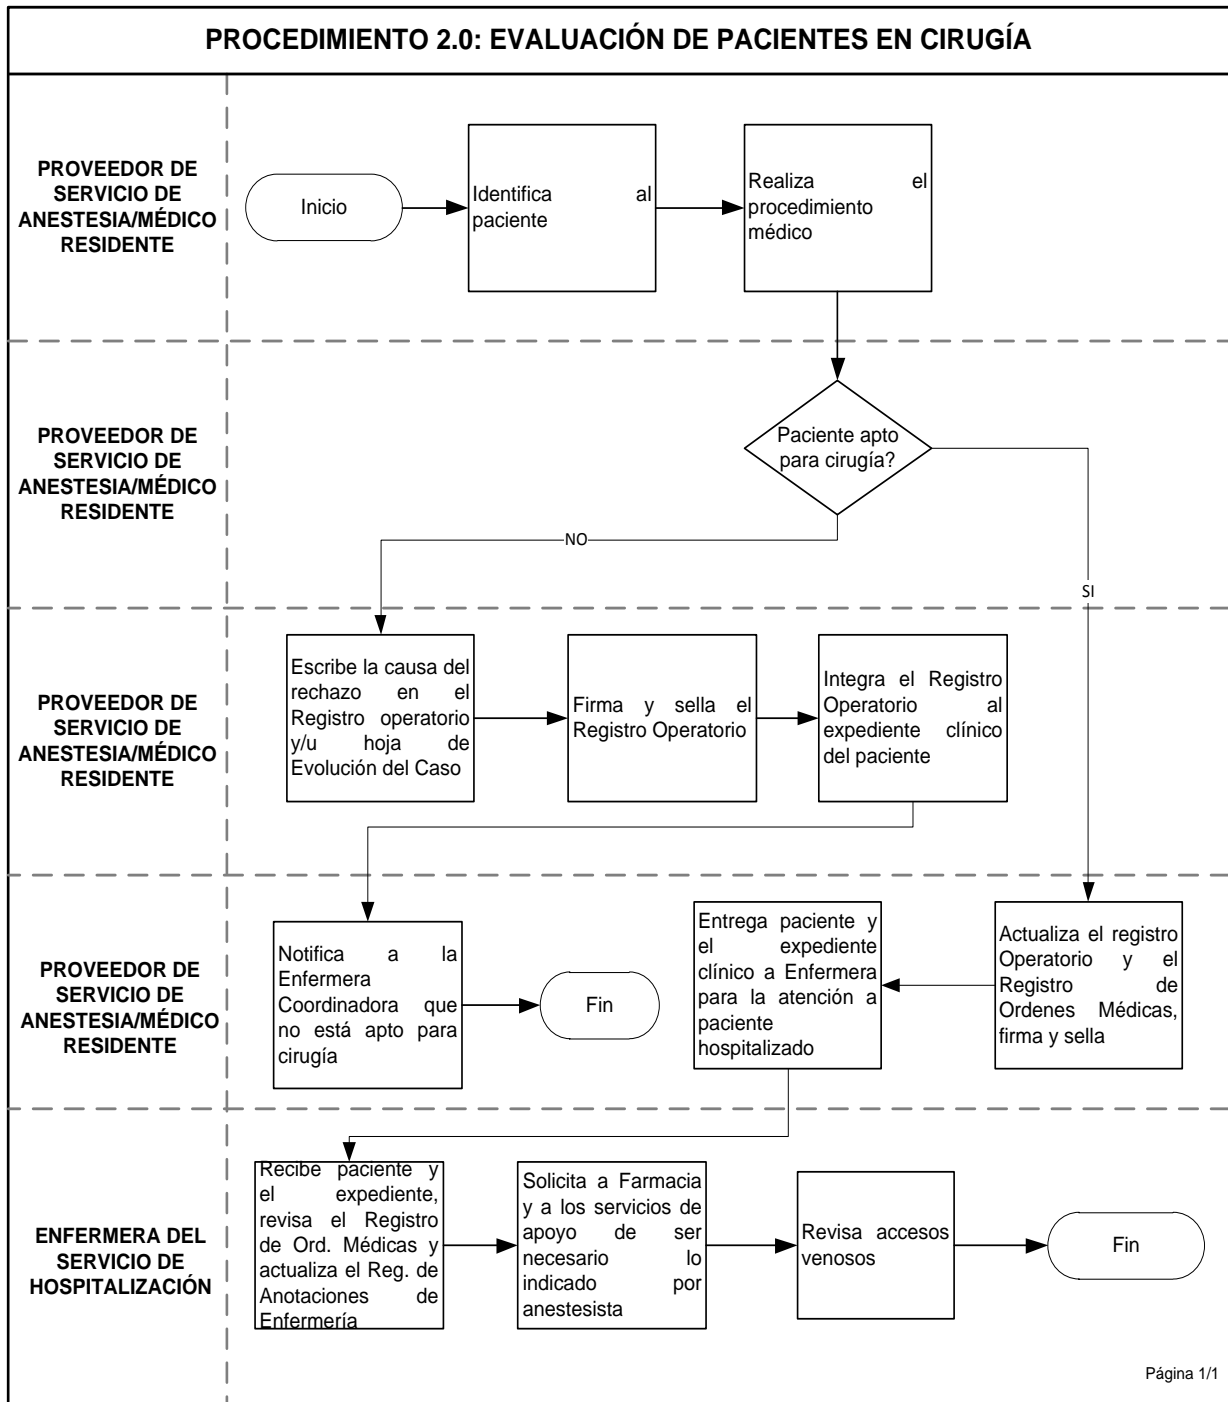 PROCEDIMIENTO 2.0: EVALUACIÓN DE PACIENTES EN CIRUGÍA
PROVEEDOR DE
SERVICIO DE
ANESTESIA/MÉDICO
RESIDENTE
Inicio
Identifica al
paciente
Realiza el
procedimiento
médico
PROVEEDOR DE
SERVICIO DE
ANESTESIA/MÉDICO
RESIDENTE
Paciente apto
para cirugía?
NO
SI
PROVEEDOR DE
SERVICIO DE
ANESTESIA/MÉDICO
RESIDENTE
Escribe la causa del
rechazo en el
Registro operatorio
y/u hoja de
Evolución del Caso
Firma y sella el
Registro Operatorio
Integra el Registro
Operatorio al
expediente clínico
del paciente
PROVEEDOR DE
SERVICIO DE
ANESTESIA/MÉDICO
RESIDENTE
Notifica a la
Enfermera
Coordinadora que
no está apto para
cirugía
Fin
Entrega paciente y
el expediente
clínico a Enfermera
para la atención a
paciente
hospitalizado
Actualiza el registro
Operatorio y el
Registro de
Ordenes Médicas,
firma y sella
ENFERMERA DEL
SERVICIO DE
HOSPITALIZACIÓN
Recibe paciente y
el expediente,
revisa el Registro
de Ord. Médicas y
actualiza el Reg. de
Anotaciones de
Enfermería
Solicita a Farmacia
y a los servicios de
apoyo de ser
necesario lo
indicado por
anestesista
Revisa accesos
venosos
Fin
Página 1/1